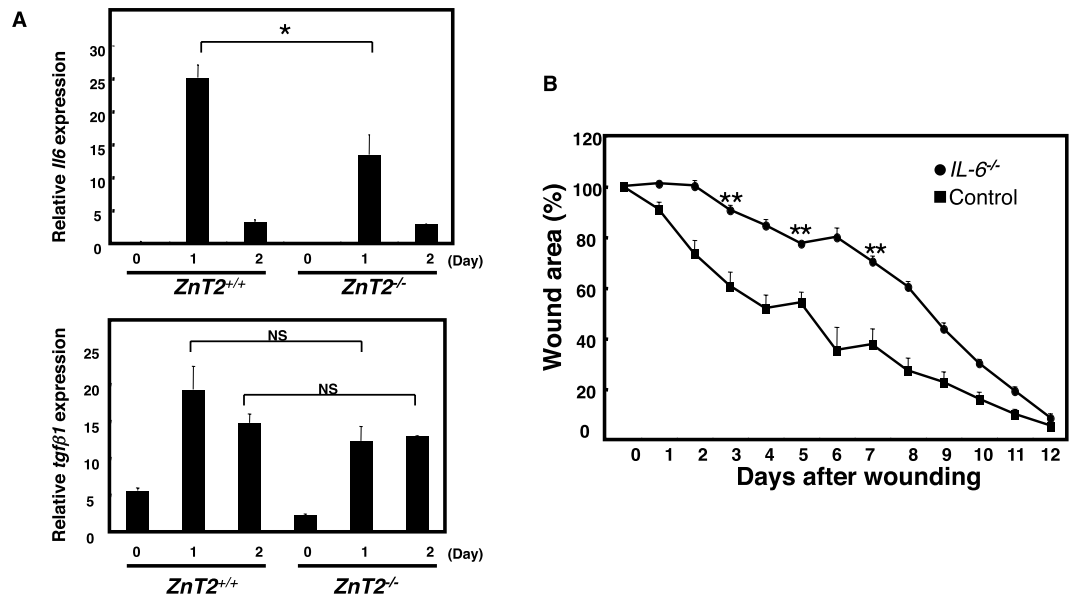 A
Relative Il6 expression
30
25
20
15
10
5
0
*
0 1 2 0 1 2 (Day)
ZnT2+/+ ZnT2-/-
Relative tgfβ1 expression
25
20
15
10
5
0
NS
NS
0 1 2 0 1 2 (Day)
ZnT2+/+ ZnT2-/-
B
Wound area (%)
120
100
80
60
40
20
0
IL-6-/-
Control
**
**
**
0 1 2 3 4 5 6 7 8 9 10 11 12
Days after wounding